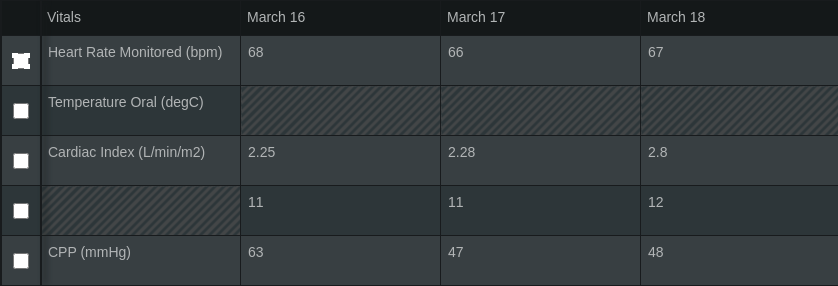 Vitals March 16 March 17 March 18
Heart Rate Monitored (bpm) 68 66 67
Temperature Oral (degC)
Cardiac Index (L/min/m2) 2.25 2.28 2.8
11 11 12
CPP (mmHg) 63 47 48